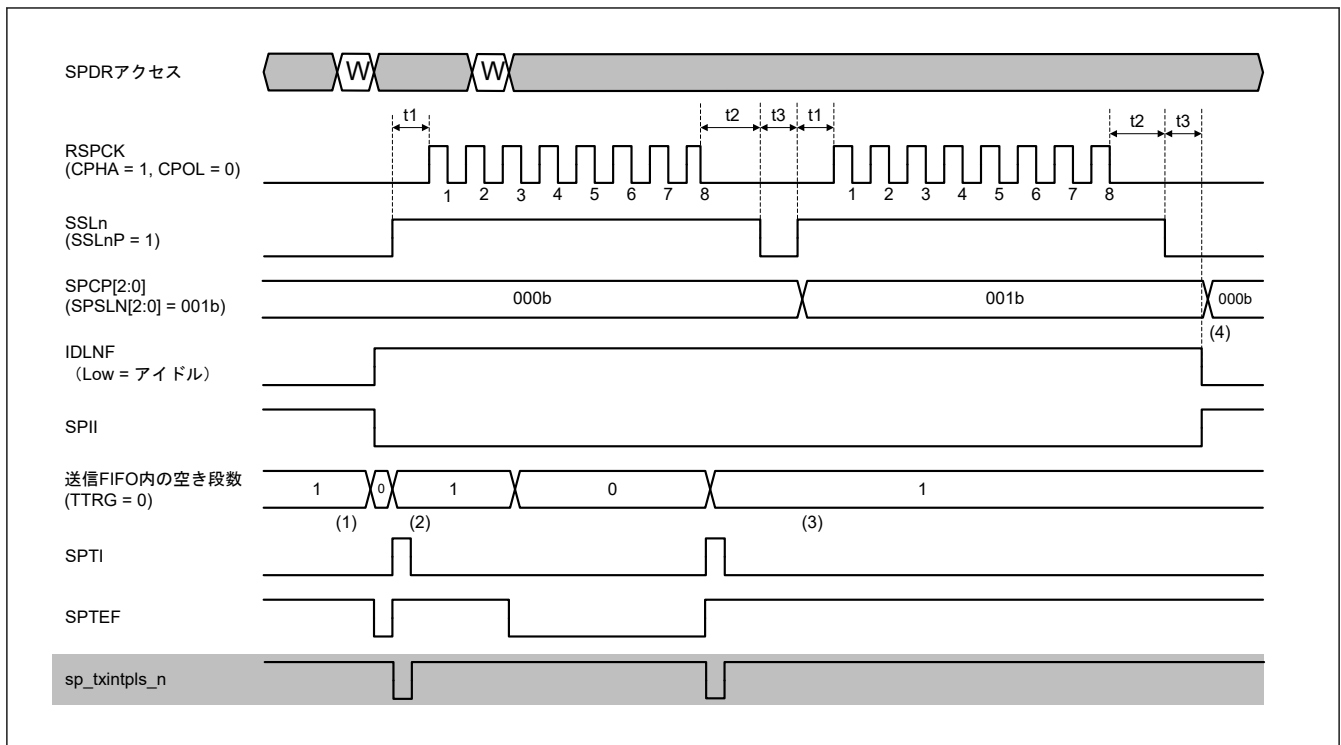 SPDRアクセス
W W
t1 t2 t3 t1 t2 t3
RSPCK
(CPHA = 1, CPOL = 0)
1 2 3 4 5 6 7 8 1 2 3 4 5 6 7 8
SSLn
(SSLnP = 1)
SPCP[2:0]
(SPSLN[2:0] = 001b)
000b 001b 000b
(4)
IDLNF
(Low = アイドル)
SPII
送信FIFO内の空き段数
(TTRG = 0)
1 0 1 0 1
(1) (2) (3)
SPTI
SPTEF
sp_txintpls_n